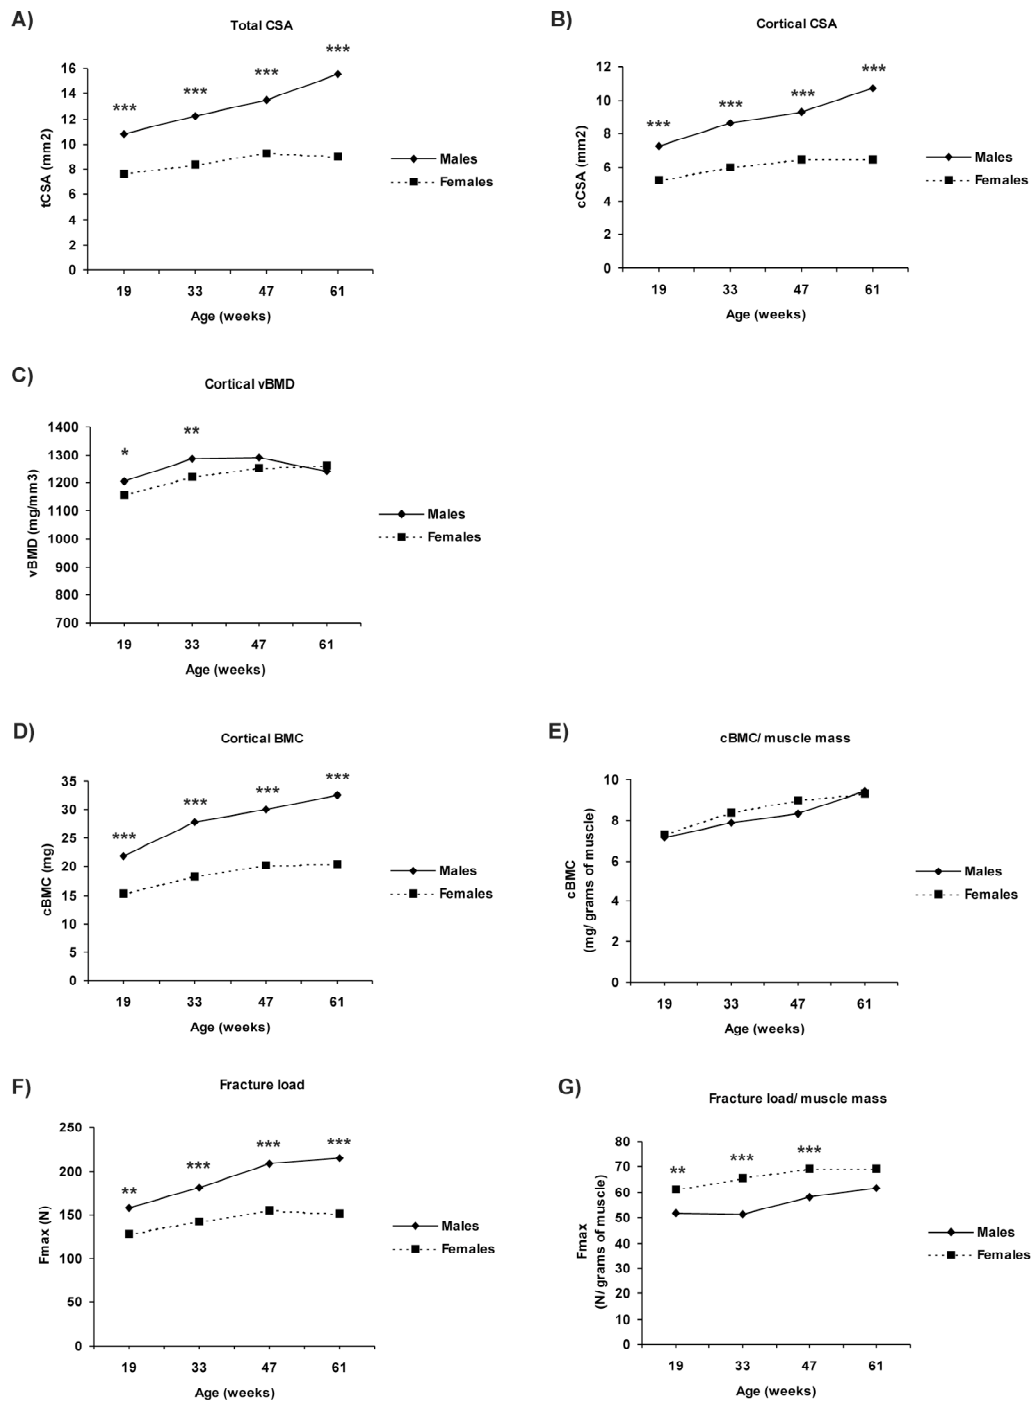 A)
Total CSA
***
***
***
***
16
14
12
10
8
6
4
2
0
tCSA (mm2)
19 33 47 61
Age (weeks)
Males
Females
B)
Cortical CSA
***
***
***
***
12
10
8
6
4
2
0
cCSA (mm2)
19 33 47 61
Age (weeks)
Males
Females
C)
Cortical vBMD
*
**
1400
1300
1200
1100
1000
900
800
700
vBMD (mg/mm3)
19 33 47 61
Age (weeks)
Males
Females
D)
Cortical BMC
***
***
***
***
35
30
25
20
15
10
5
0
cBMC (mg)
19 33 47 61
Age (weeks)
Males
Females
E)
cBMC/ muscle mass
10
8
6
4
2
0
cBMC
(mg/ grams of muscle)
19 33 47 61
Age (weeks)
Males
Females
F)
Fracture load
**
***
***
***
250
200
150
100
50
0
Fmax (N)
19 33 47 61
Age (weeks)
Males
Females
G)
Fracture load/ muscle mass
**
***
***
80
70
60
50
40
30
20
10
0
Fmax
(N/ grams of muscle)
19 33 47 61
Age (weeks)
Males
Females